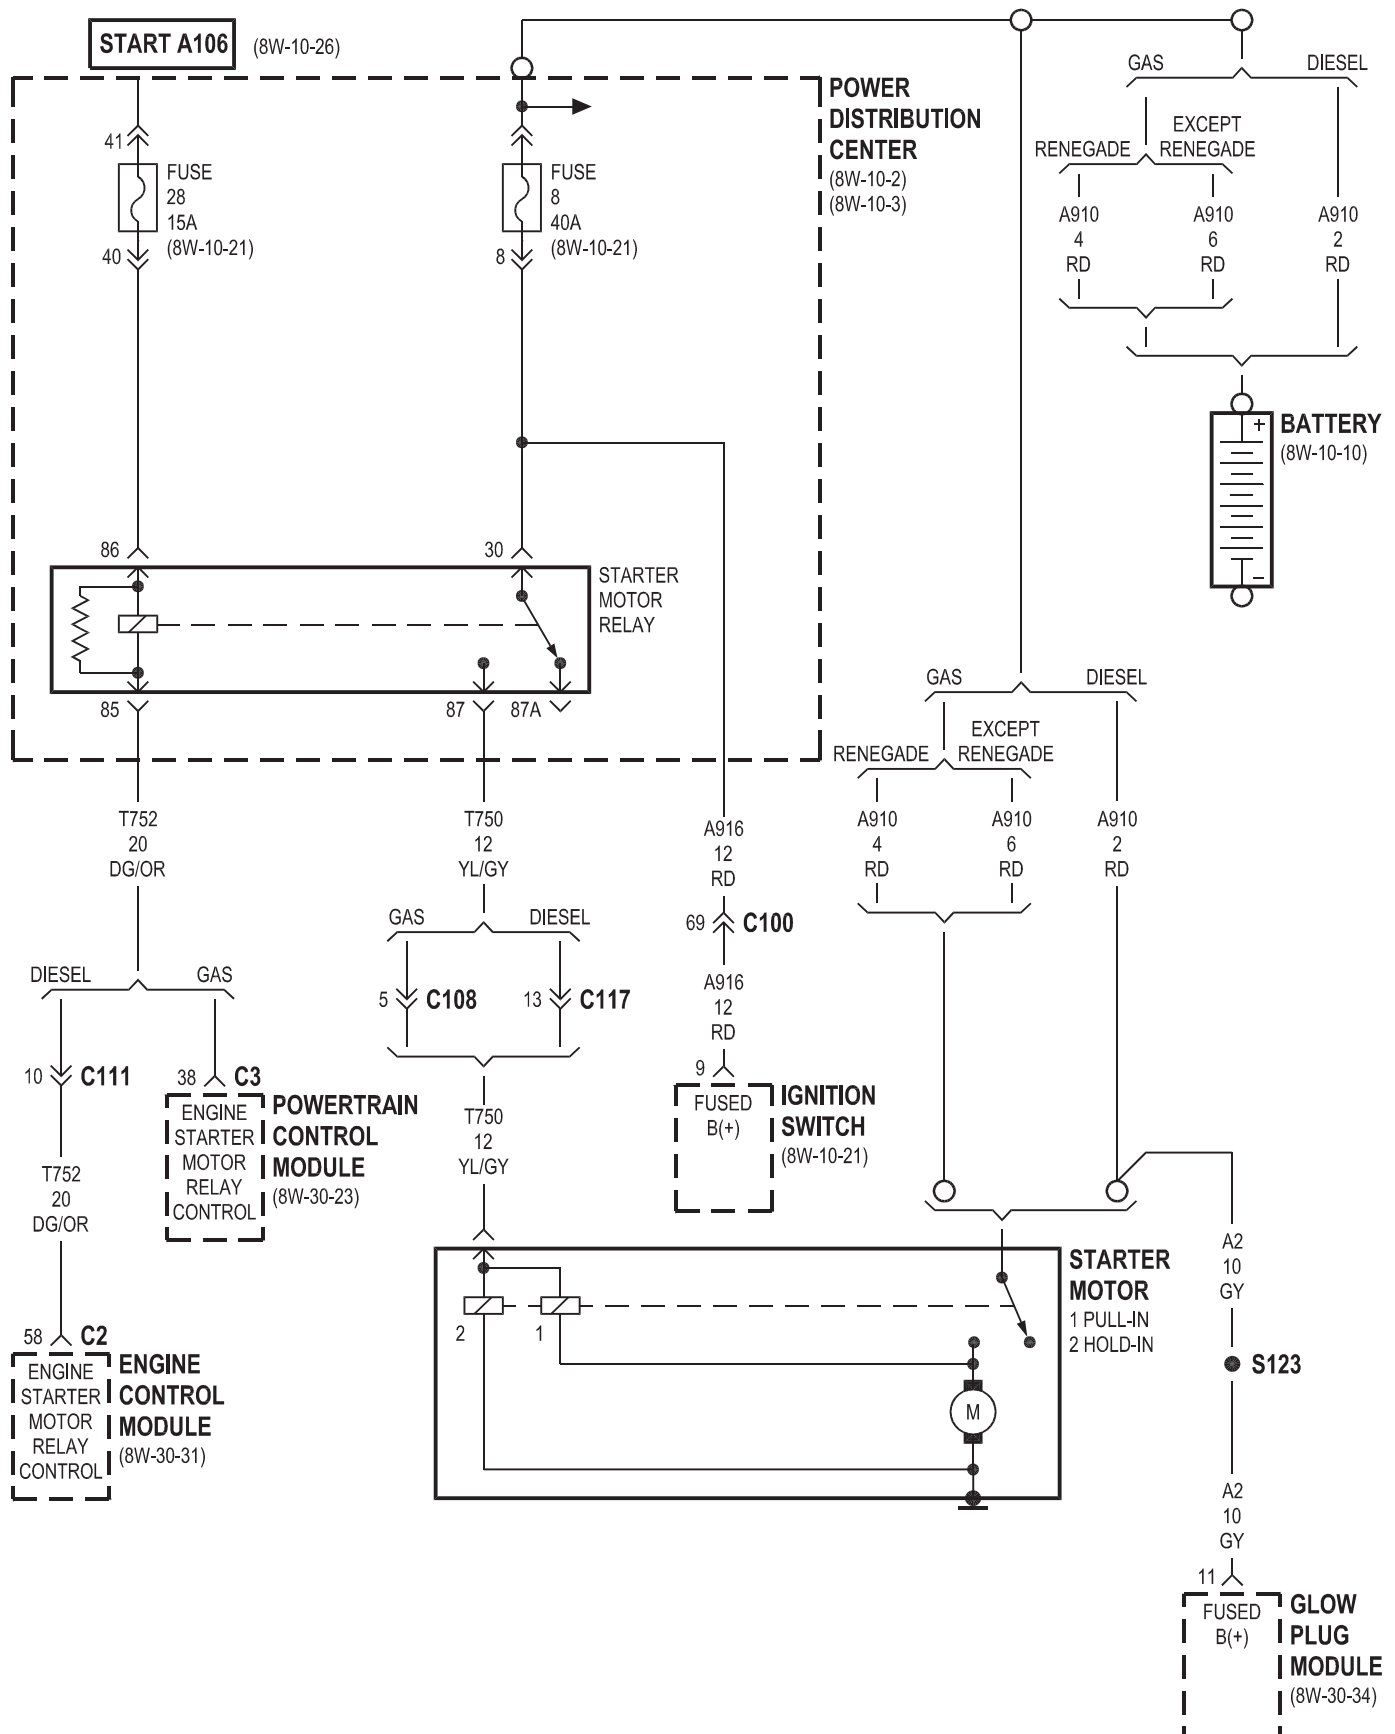 START A106 (8W-10-26)
GAS
DIESEL
POWER
DISTRIBUTION
CENTER
(8W-10-2)
(8W-10-3)
RENEGADE
EXCEPT
RENEGADE
41
FUSE
28
15A
(8W-10-21)
40
FUSE
8
40A
(8W-10-21)
8
A910
4
RD
A910
6
RD
A910
2
RD
+
−
BATTERY
(8W-10-10)
86
30
STARTER
MOTOR
RELAY
85
87
87A
GAS
DIESEL
RENEGADE
EXCEPT
RENEGADE
T752
20
DG/OR
T750
12
YL/GY
A916
12
RD
A910
4
RD
A910
6
RD
A910
2
RD
GAS
DIESEL
69
C100
DIESEL
GAS
5
C108
13
C117
A916
12
RD
10
C111
38
C3
9
ENGINE
STARTER
MOTOR
RELAY
CONTROL
POWERTRAIN
CONTROL
MODULE
(8W-30-23)
T750
12
YL/GY
FUSED
B(+)
IGNITION
SWITCH
(8W-10-21)
T752
20
DG/OR
A2
10
GY
STARTER
MOTOR
1 PULL-IN
2 HOLD-IN
2
1
M
58
C2
ENGINE
STARTER
MOTOR
RELAY
CONTROL
ENGINE
CONTROL
MODULE
(8W-30-31)
S123
A2
10
GY
11
FUSED
B(+)
GLOW
PLUG
MODULE
(8W-30-34)